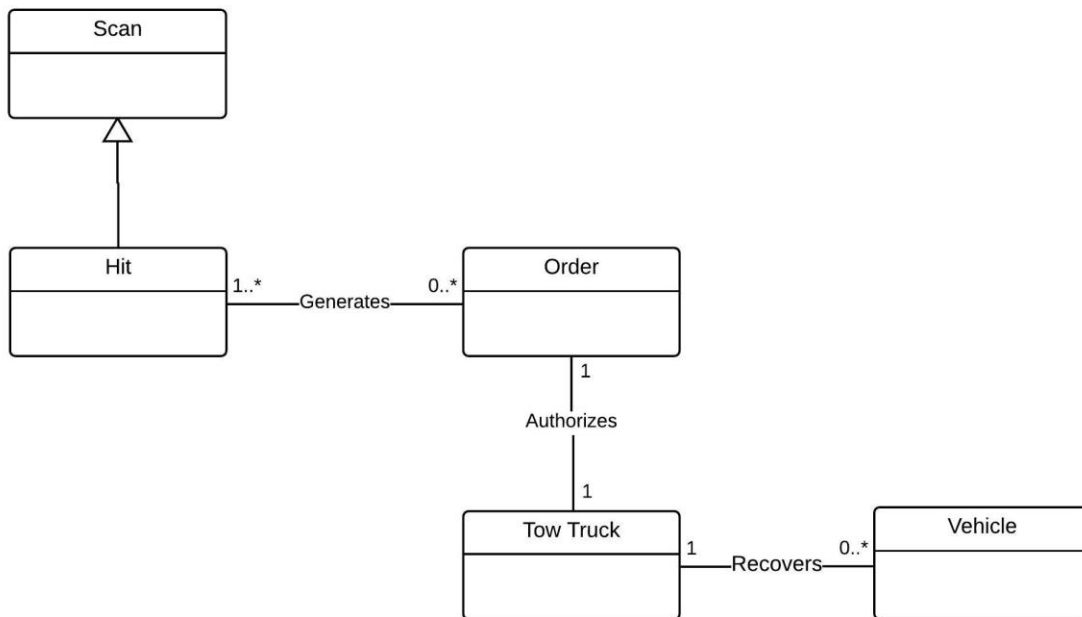 Scan
Hit
1..*
Generates
0..*
Order
1
Authorizes
1
Tow Truck
1
Recovers
0..*
Vehicle